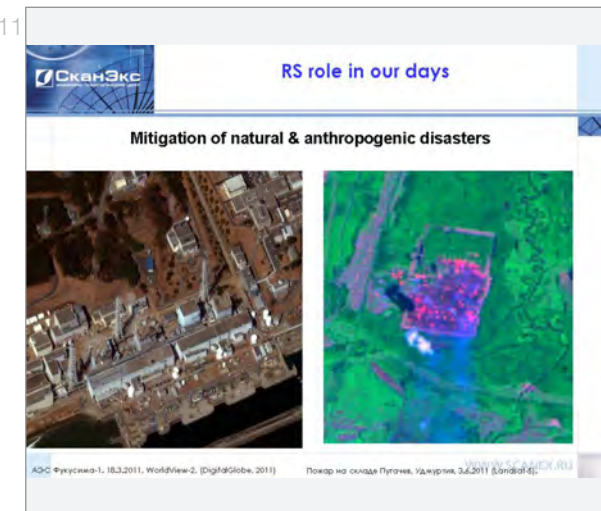 11
СканЭкс
RS role in our days
Mitigation of natural & anthropogenic disasters
АЭС Фукусима-1, 18.3.2011, WorldView-2, (DigitalGlobe, 2011)
Пожар на складе Пугачев, Удмуртия, 3.6.2011 (Landsat-5).
WWW.SCANEX.RU